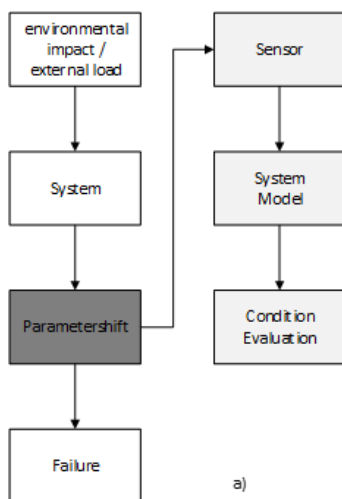 environmental
impact /
external load
System
Parametershift
Failure
Sensor
System
Model
Condition
Evaluation
a)